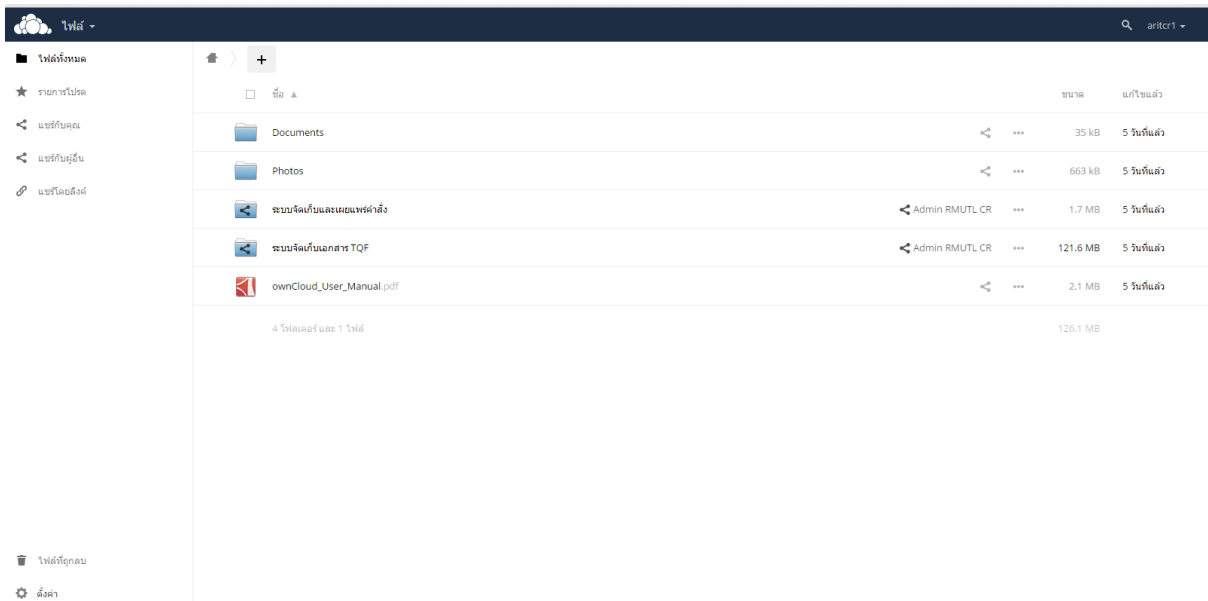 ไฟล์ aritcr1
ไฟล์ทั้งหมด
รายการโปรด
แชร์กับคุณ
แชร์กับผู้อื่น
แชร์โดยลิงค์
+
ชื่อ ขนาด แก้ไขแล้ว
Documents 35 kB 5 วันที่แล้ว
Photos 663 kB 5 วันที่แล้ว
ระบบจัดเก็บและเผยแพร่คำสั่ง Admin RMUTL CR 1.7 MB 5 วันที่แล้ว
ระบบจัดเก็บเอกสาร TQF Admin RMUTL CR 121.6 MB 5 วันที่แล้ว
ownCloud_User_Manual.pdf 2.1 MB 5 วันที่แล้ว
4 โฟลเดอร์ และ 1 ไฟล์ 126.1 MB
ไฟล์ที่ถูกลบ
ตั้งค่า